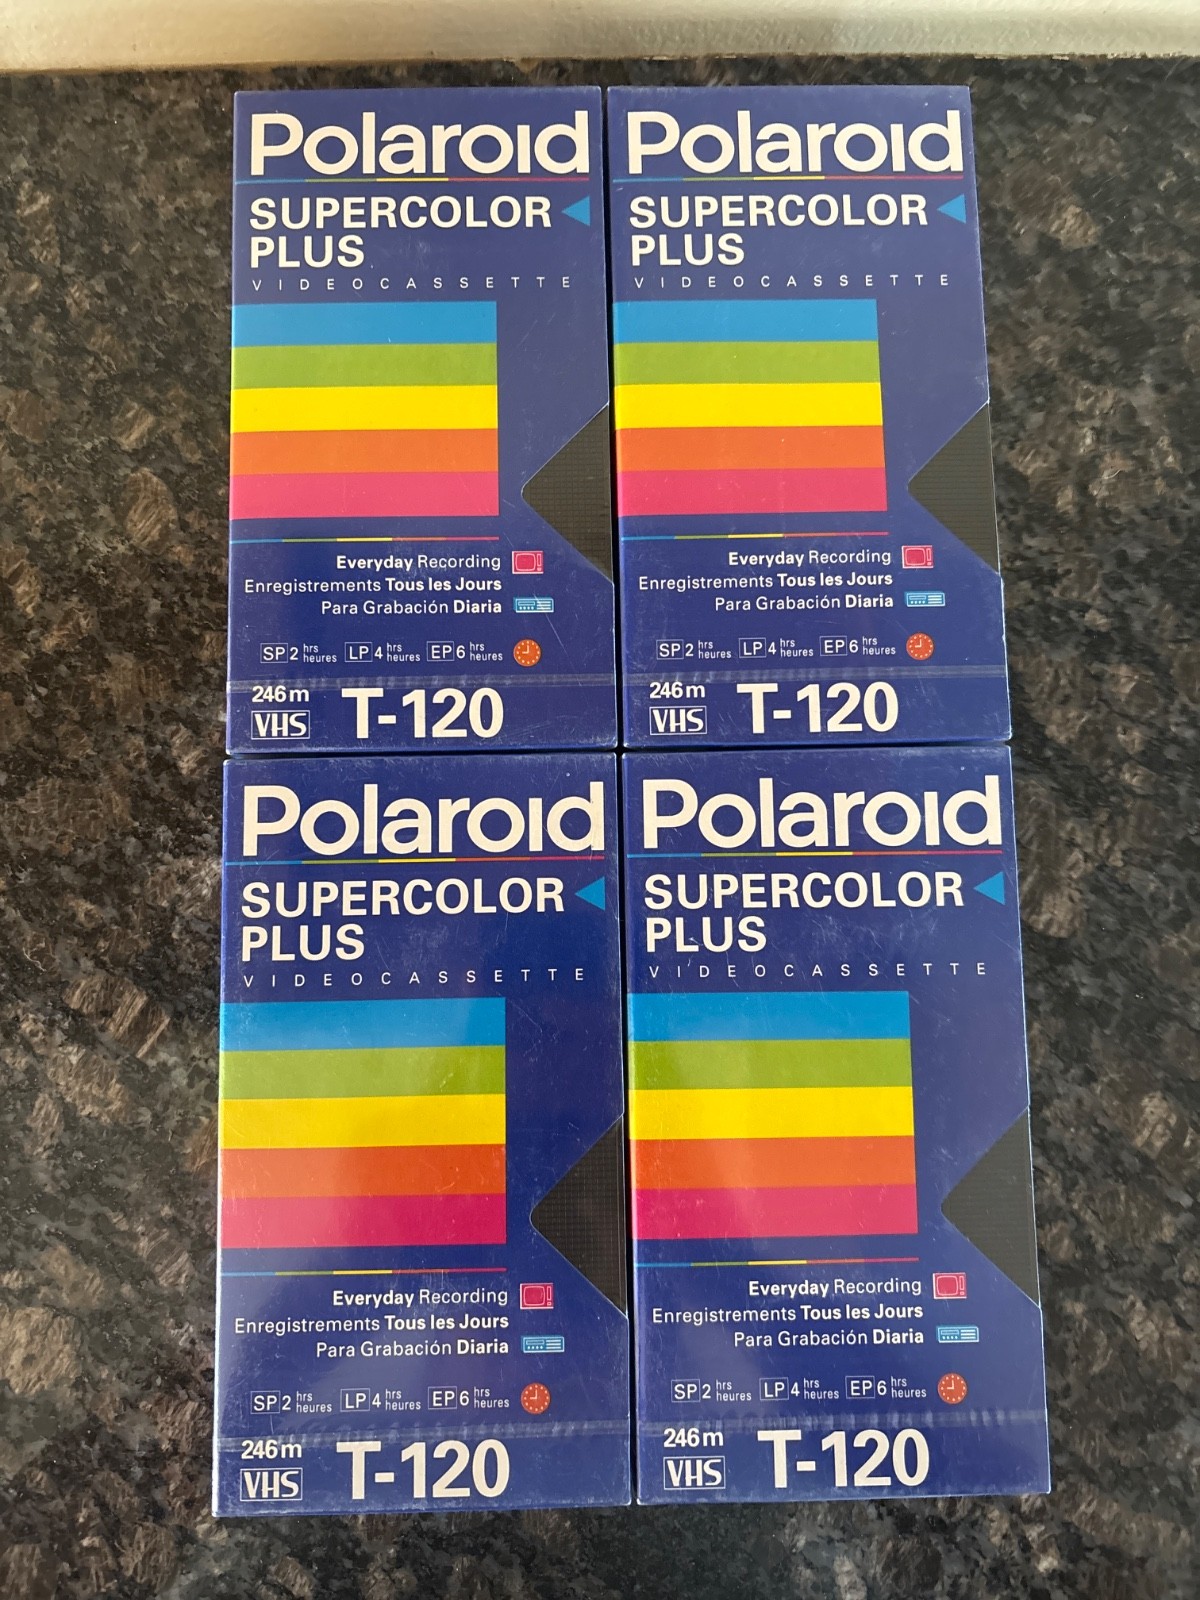 Polaroid
SUPERCOLOR
PLUS
VIDEOCASSETTE
Everyday Recording
Enregistrements Tous les Jours
Para Grabación Diaria
SP 2 hrs heures LP 4 hrs heures EP 6 hrs heures
246m
VHS T-120
Polaroid
SUPERCOLOR
PLUS
VIDEOCASSETTE
Everyday Recording
Enregistrements Tous les Jours
Para Grabación Diaria
SP 2 hrs heures LP 4 hrs heures EP 6 hrs heures
246m
VHS T-120
Polaroid
SUPERCOLOR
PLUS
VIDEOCASSETTE
Everyday Recording
Enregistrements Tous les Jours
Para Grabación Diaria
SP 2 hrs heures LP 4 hrs heures EP 6 hrs heures
246m
VHS T-120
Polaroid
SUPERCOLOR
PLUS
VIDEOCASSETTE
Everyday Recording
Enregistrements Tous les Jours
Para Grabación Diaria
SP 2 hrs heures LP 4 hrs heures EP 6 hrs heures
246m
VHS T-120